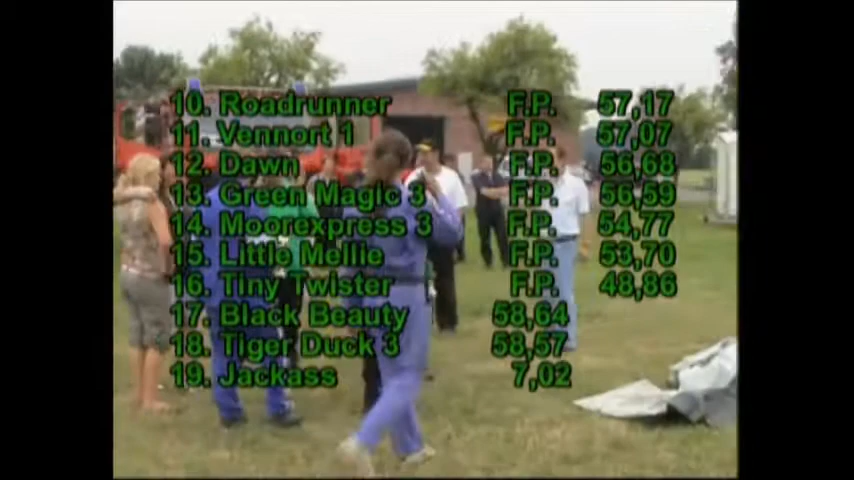 10. Roadrunner F.P. 57,17
11. Vennort 1 F.P. 57,07
12. Dawn F.P. 56,68
13. Green Magic 3 F.P. 56,59
14. Moorexpress 3 F.P. 54,77
15. Little Mellie F.P. 53,70
16. Tiny Twister F.P. 48,86
17. Black Beauty 58,64
18. Tiger Duck 3 58,57
19. Jackass 7,02